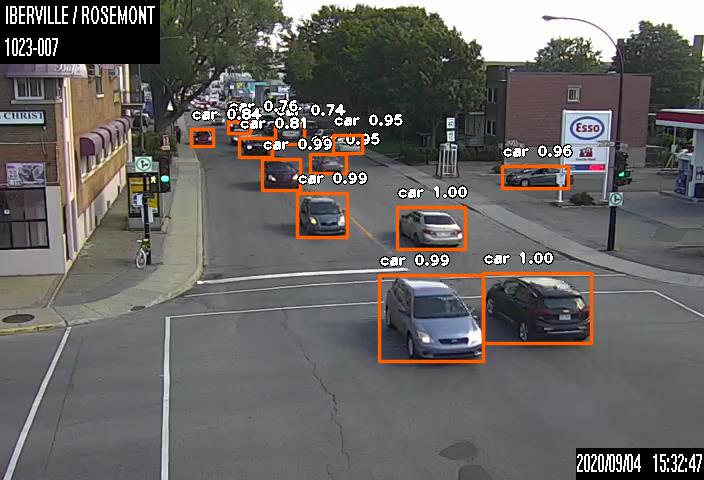 IBERVILLE / ROSEMONT
1023-007
CHRIST
car 0.84
car 0.76
car 0.81
0.74
car 0.95
0.95
car 0.99
car 0.99
car 0.96
Esso
car 1.00
car 0.99
car 1.00
2020/09/04 15:32:47